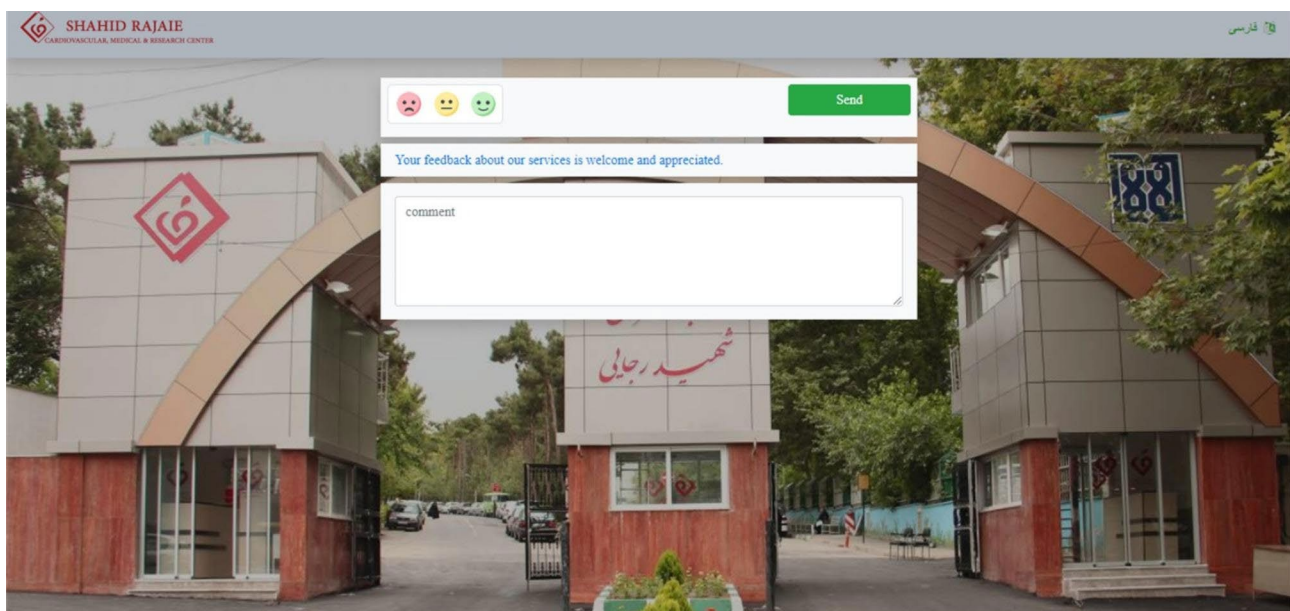 SHAHID RAJAIE
CARDIOVASCULAR, MEDICAL & RESEARCH CENTER
فارسی
Send
Your feedback about our services is welcome and appreciated.
comment
شهید رجایی